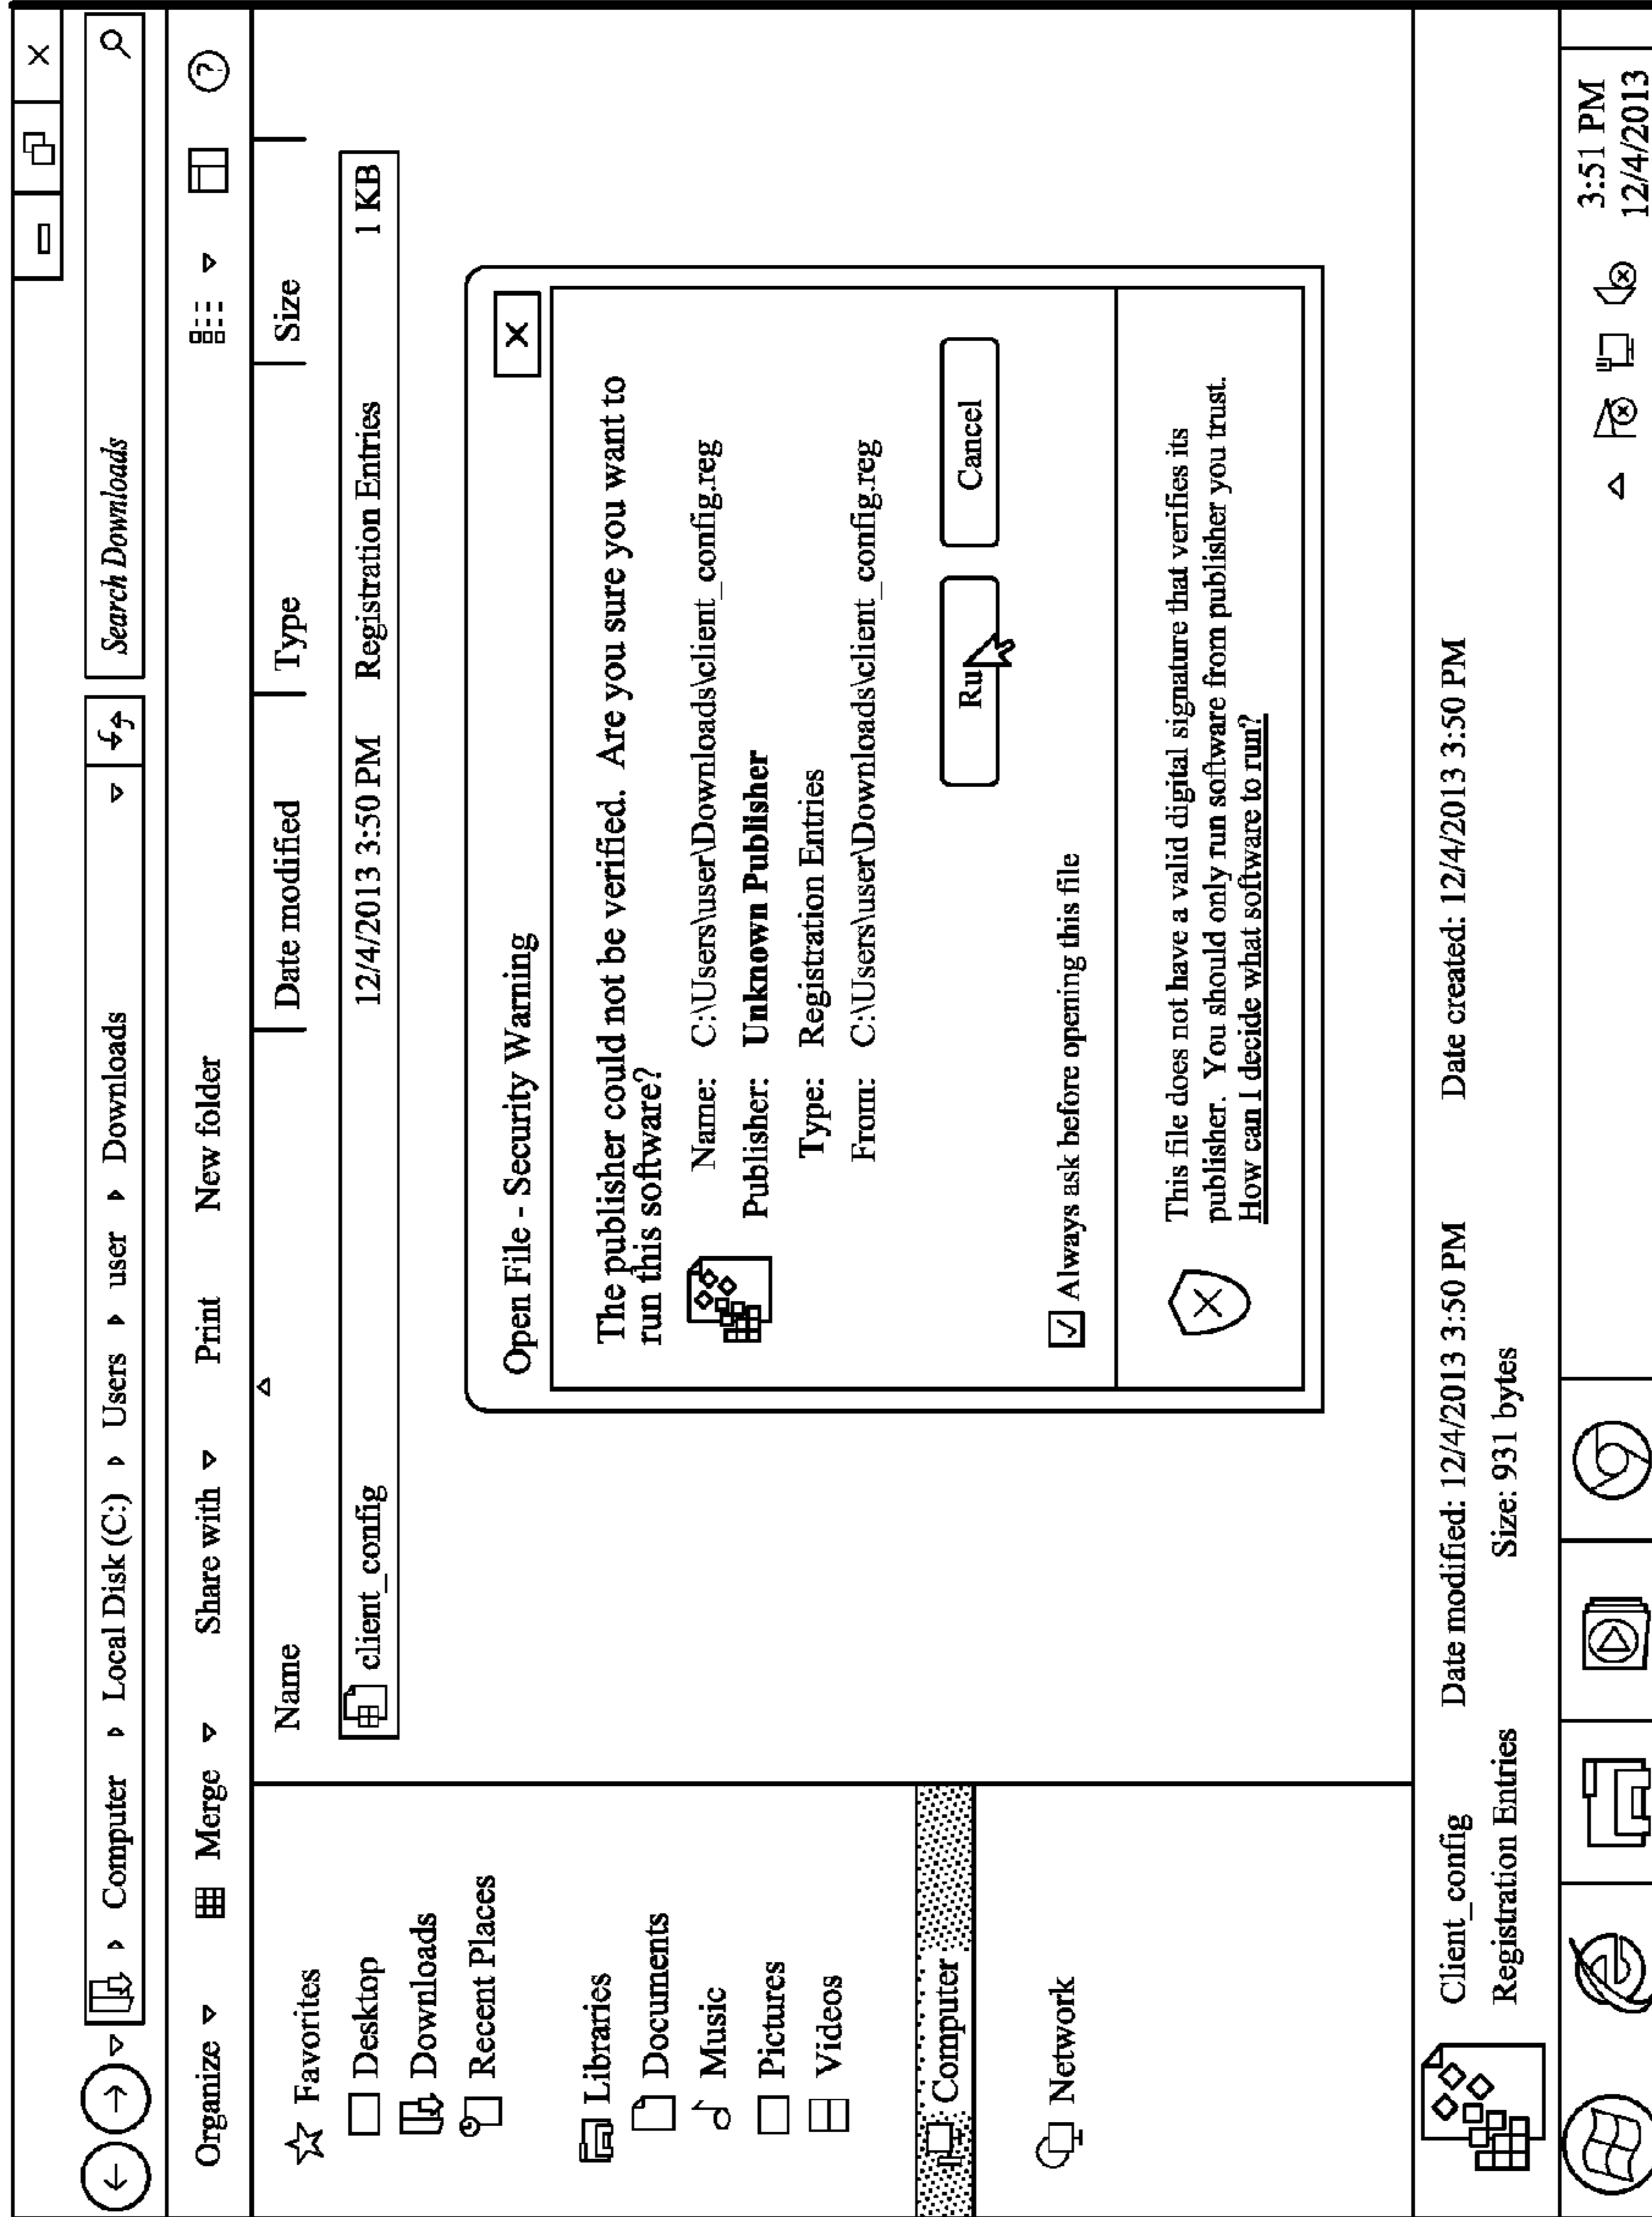 Computer Local Disk (C:) Users user Downloads
Search Downloads
Organize Merge Share with Print New folder
Favorites
Desktop
Downloads
Recent Places
Libraries
Documents
Music
Pictures
Videos
Computer
Network
Name Date modified Type Size
client_config 12/4/2013 3:50 PM Registration Entries 1 KB
Open File - Security Warning
The publisher could not be verified. Are you sure you want to
run this software?
Name: C:\Users\user\Downloads\client_config.reg
Publisher: Unknown Publisher
Type: Registration Entries
From: C:\Users\user\Downloads\client_config.reg
Ru Cancel
Always ask before opening this file
This file does not have a valid digital signature that verifies its
publisher. You should only run software from publisher you trust.
How can I decide what software to run?
Client_config Date modified: 12/4/2013 3:50 PM Date created: 12/4/2013 3:50 PM
Registration Entries Size: 931 bytes
3:51 PM
12/4/2013